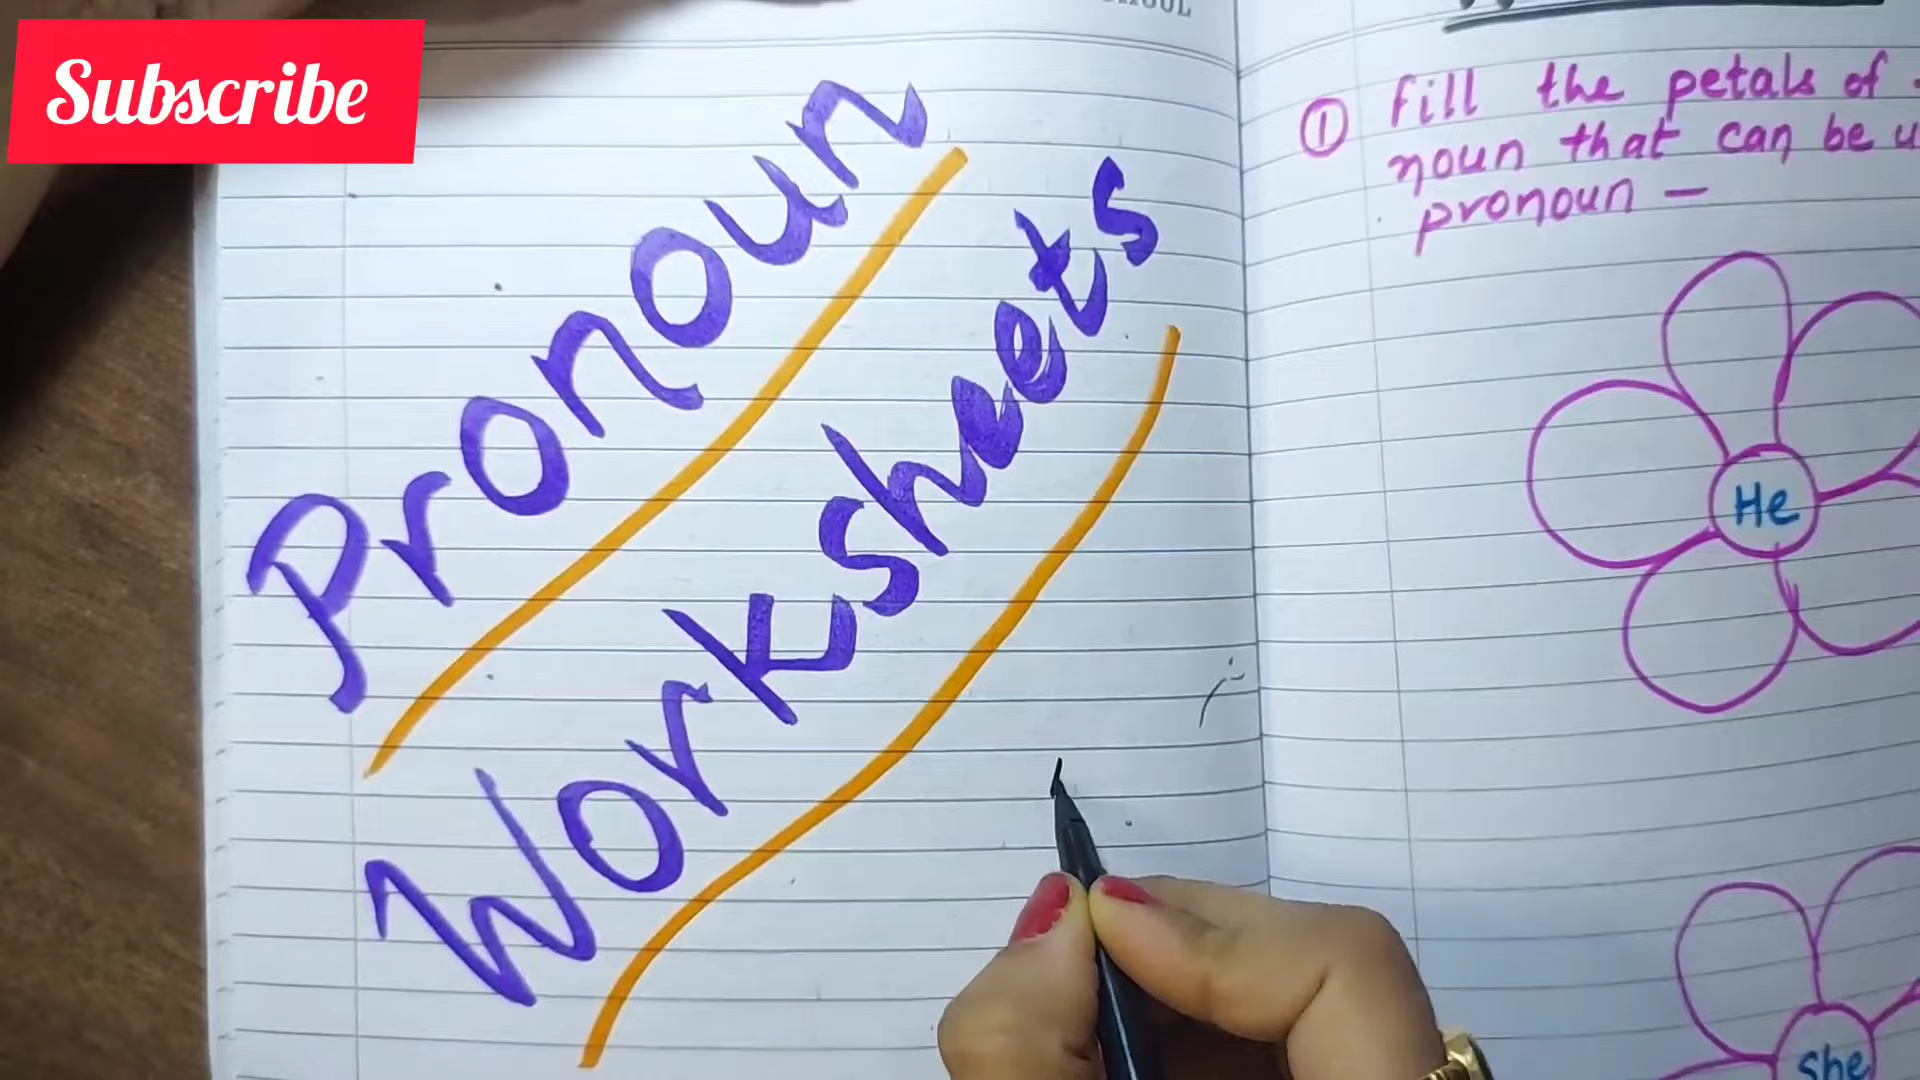 Subscribe
Pronoun
Worksheets
① Fill the petals of
noun that can be
pronoun —
He
She